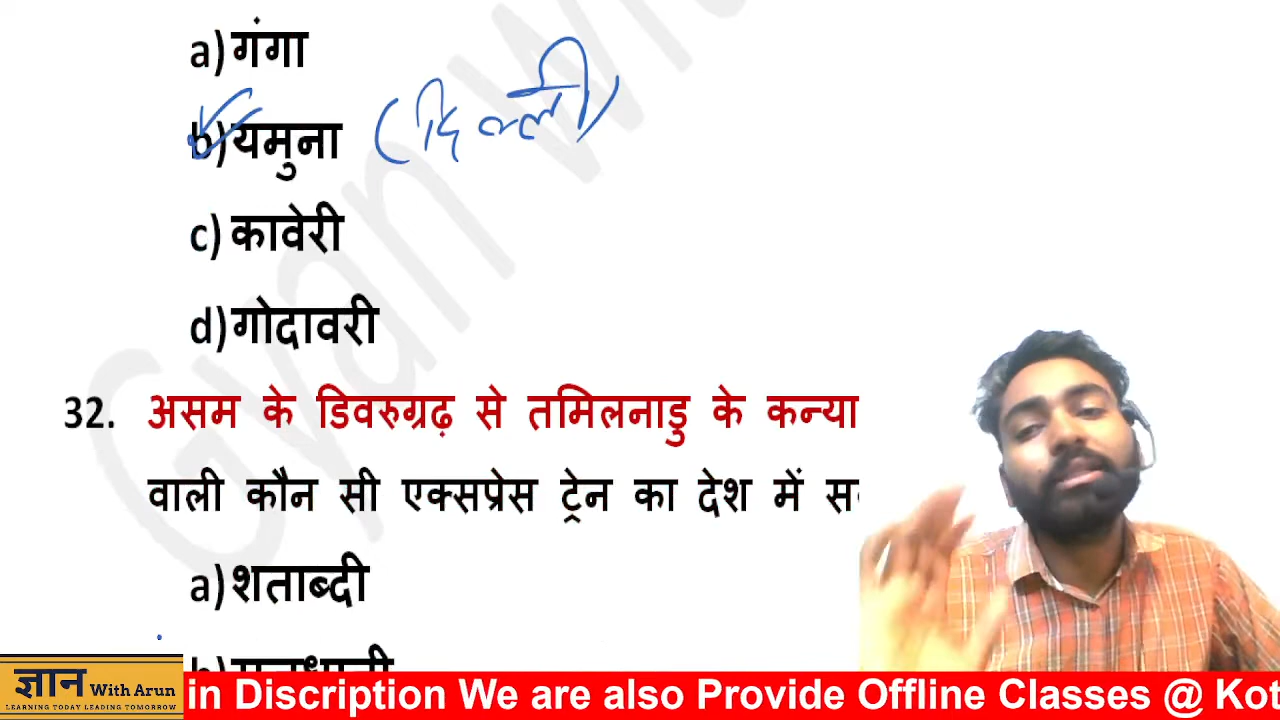 a) गंगा
b) यमुना (दिल्ली)
c) कावेरी
d) गोदावरी
32. असम के डिवरुग्रढ़ से तमिलनाडु के कन्या
वाली कौन सी एक्सप्रेस ट्रेन का देश में
a) शताब्दी
ज्ञान With Arun
LEARNING TODAY LEADING TOMORROW
in Discription We are also Provide Offline Classes @ Kot